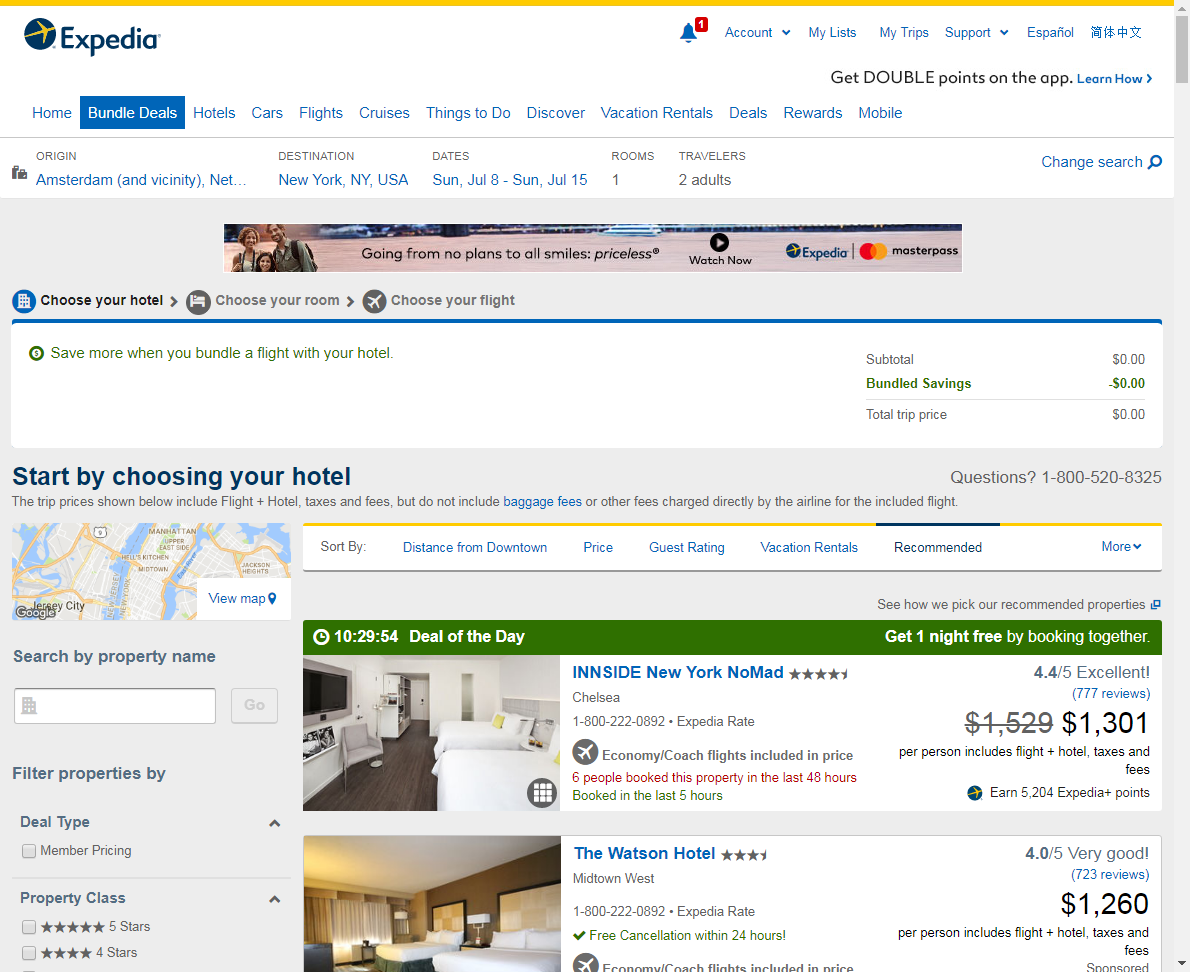 Expedia
1
Account
My Lists
My Trips
Support
Español
简体中文
Get DOUBLE points on the app. Learn How
Home
Bundle Deals
Hotels
Cars
Flights
Cruises
Things to Do
Discover
Vacation Rentals
Deals
Rewards
Mobile
ORIGIN
Amsterdam (and vicinity), Net...
DESTINATION
New York, NY, USA
DATES
Sun, Jul 8 - Sun, Jul 15
ROOMS
1
TRAVELERS
2 adults
Change search
Going from no plans to all smiles: priceless®
Watch Now
Expedia
masterpass
Choose your hotel
Choose your room
Choose your flight
Save more when you bundle a flight with your hotel.
Subtotal $0.00
Bundled Savings -$0.00
Total trip price $0.00
Start by choosing your hotel
Questions? 1-800-520-8325
The trip prices shown below include Flight + Hotel, taxes and fees, but do not include baggage fees or other fees charged directly by the airline for the included flight.
9
MANHATTAN
UPPER
EAST SIDE
HELL'S KITCHEN
MIDTOWN
JACKSON
HEIGHTS
East River
NEW JERSEY
NEW YORK
Jersey City
Google
View map
Search by property name
Go
Filter properties by
Deal Type
Member Pricing
Property Class
5 Stars
4 Stars
Sort By:
Distance from Downtown
Price
Guest Rating
Vacation Rentals
Recommended
More
See how we pick our recommended properties
10:29:54 Deal of the Day
Get 1 night free by booking together.
INNSIDE New York NoMad
Chelsea
1-800-222-0892 • Expedia Rate
Economy/Coach flights included in price
6 people booked this property in the last 48 hours
Booked in the last 5 hours
4.4/5 Excellent!
(777 reviews)
$1,529 $1,301
per person includes flight + hotel, taxes and
fees
Earn 5,204 Expedia+ points
The Watson Hotel
Midtown West
1-800-222-0892 • Expedia Rate
Free Cancellation within 24 hours!
Economy/Coach flights included in price
4.0/5 Very good!
(723 reviews)
$1,260
per person includes flight + hotel, taxes and
fees
Sponsored